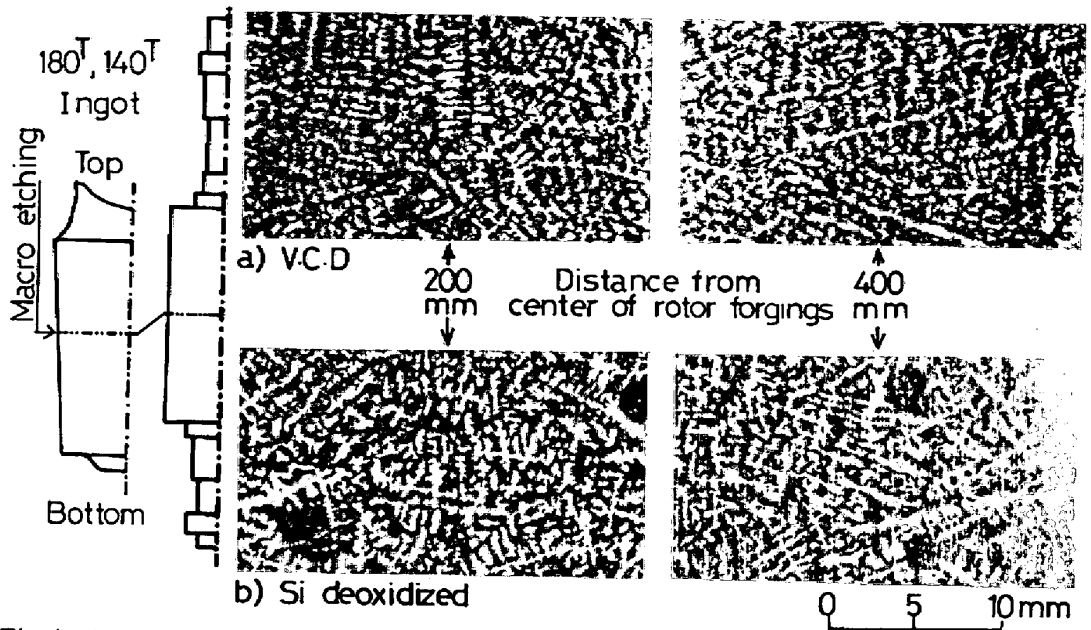 180T, 140T
Ingot
Macro etching
Top
Bottom
a) V.C.D
200 mm
Distance from center of rotor forgings
400 mm
b) Si deoxidized
0 5 10mm